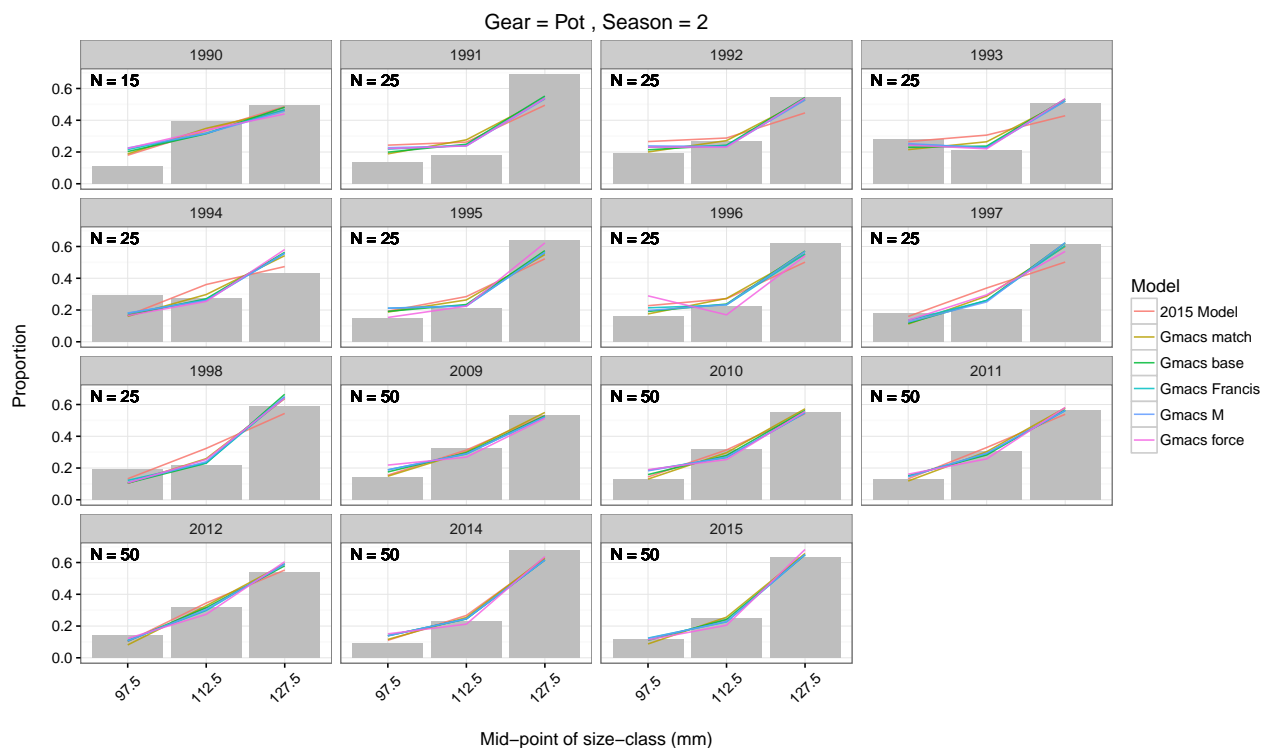 Gear = Pot , Season = 2
1990 1991 1992 1993
N = 15 N = 25 N = 25 N = 25
0.6
0.4
0.2
0.0
1994 1995 1996 1997
N = 25 N = 25 N = 25 N = 25
0.6
0.4
0.2
0.0
1998 2009 2010 2011
N = 25 N = 50 N = 50 N = 50
0.6
0.4
0.2
0.0
2012 2014 2015
N = 50 N = 50 N = 50
0.6
0.4
0.2
0.0
97.5 112.5 127.5 97.5 112.5 127.5 97.5 112.5 127.5
Mid−point of size−class (mm)
Proportion
Model
2015 Model
Gmacs match
Gmacs base
Gmacs Francis
Gmacs M
Gmacs force